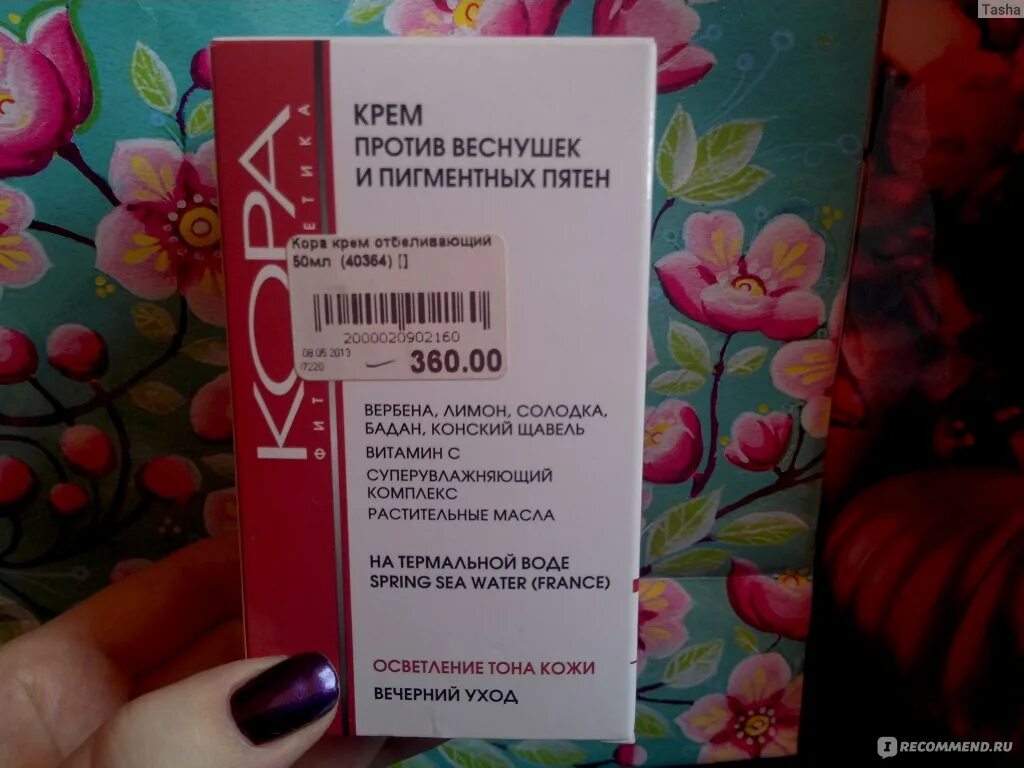 Tasha
КОРА
КРЕМ
ПРОТИВ ВЕСНУШЕК
И ПИГМЕНТНЫХ ПЯТЕН
Кора крем отбеливающий
50мл (40364) []
2000020902160
08.05.2013
360.00
07220
ВЕРБЕНА, ЛИМОН, СОЛОДКА,
БАДАН, КОНСКИЙ ЩАВЕЛЬ
ВИТАМИН С
СУПЕРУВЛАЖНЯЮЩИЙ
КОМПЛЕКС
РАСТИТЕЛЬНЫЕ МАСЛА
НА ТЕРМАЛЬНОЙ ВОДЕ
SPRING SEA WATER (FRANCE)
ОСВЕТЛЕНИЕ ТОНА КОЖИ
ВЕЧЕРНИЙ УХОД
IRECOMMEND.RU